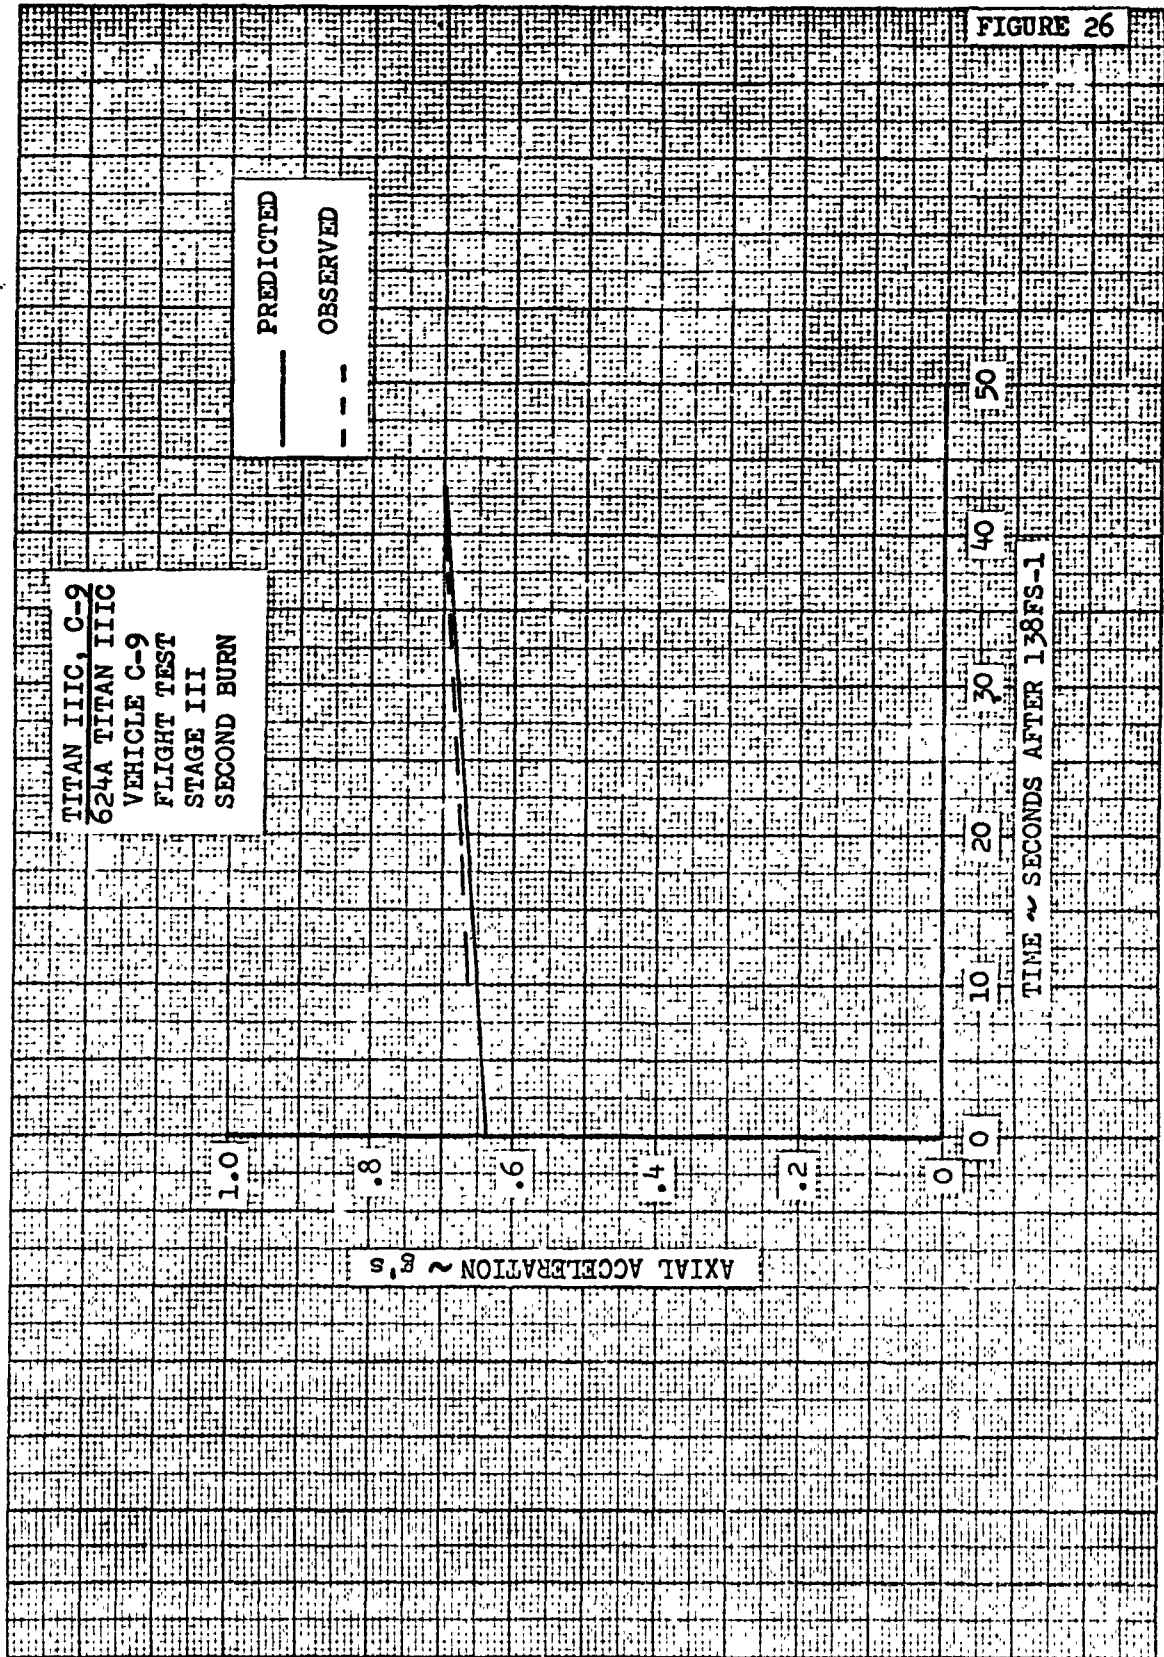 FIGURE 26
TITAN IIIC, C-9
624A TITAN IIIC
VEHICLE C-9
FLIGHT TEST
STAGE III
SECOND BURN
PREDICTED
OBSERVED
AXIAL ACCELERATION ~ g's
1.0
.8
.6
.4
.2
0
0
10
20
30
40
50
TIME ~ SECONDS AFTER 138FS-1